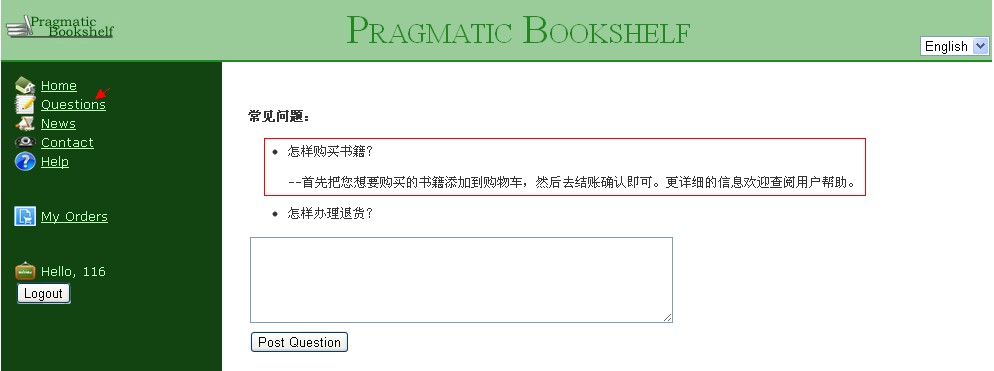 Pragmatic
Bookshelf
PRAGMATIC BOOKSHELF
English
Home
Questions
News
Contact
Help
My Orders
Hello, 116
Logout
常见问题:
怎样购买书籍?
--首先把您想要购买的书籍添加到购物车，然后去结账确认即可。更详细的信息欢迎查阅用户帮助。
怎样办理退货?
Post Question